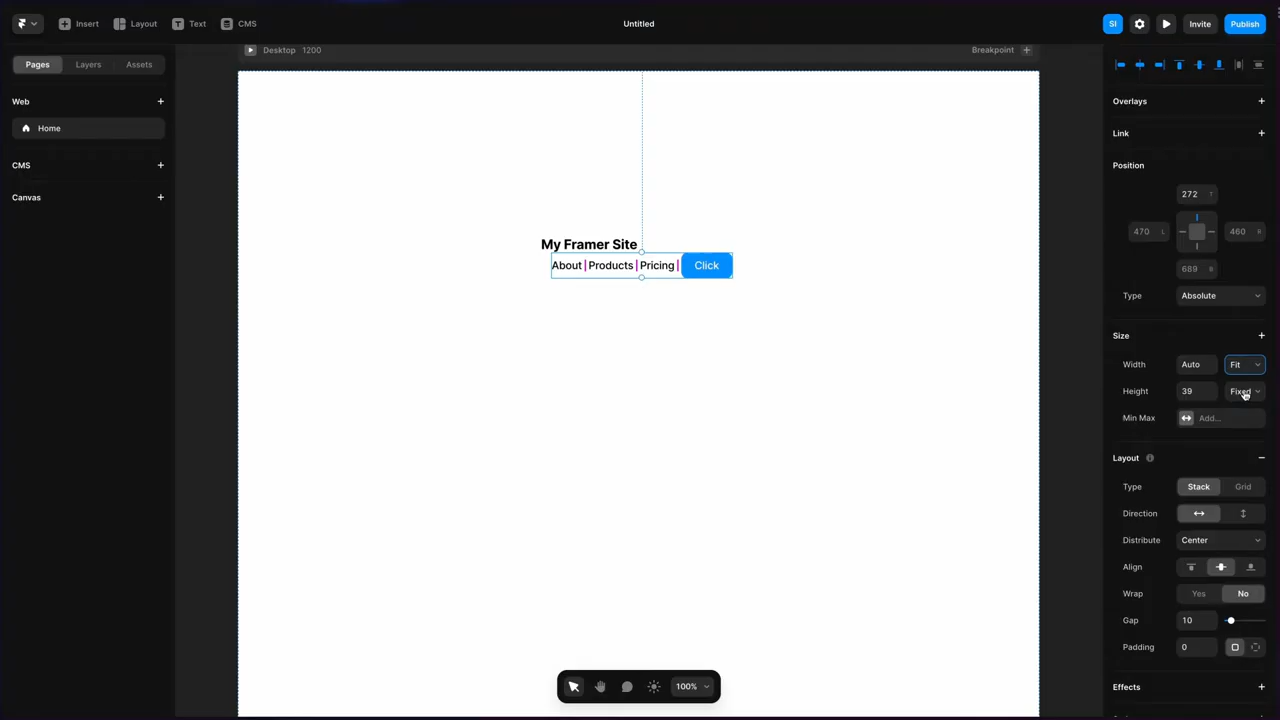 Insert Layout Text CMS Untitled SI Invite Publish
Desktop 1200 Breakpoint
Pages Layers Assets
Web
Home
CMS
Canvas
My Framer Site
About Products Pricing Click
Overlays
Link
Position
272 T
470 L 460 R
689 B
Type Absolute
Size
Width Auto Fit
Height 39 Fixed
Min Max Add...
Layout
Type Stack Grid
Direction
Distribute Center
Align
Wrap Yes No
Gap 10
Padding 0
Effects
100%